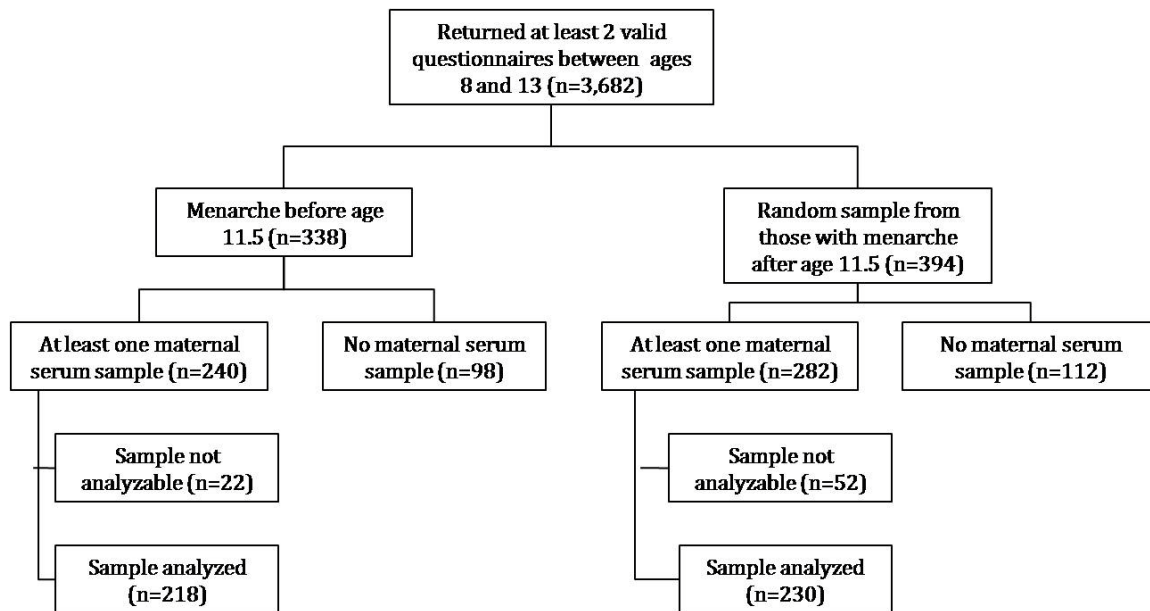 Returned at least 2 valid
questionnaires between ages
8 and 13 (n=3,682)
Menarche before age
11.5 (n=338)
Random sample from
those with menarche
after age 11.5 (n=394)
At least one maternal
serum sample (n=240)
No maternal serum
sample (n=98)
At least one maternal
serum sample (n=282)
No maternal serum
sample (n=112)
Sample not
analyzable (n=22)
Sample not
analyzable (n=52)
Sample analyzed
(n=218)
Sample analyzed
(n=230)